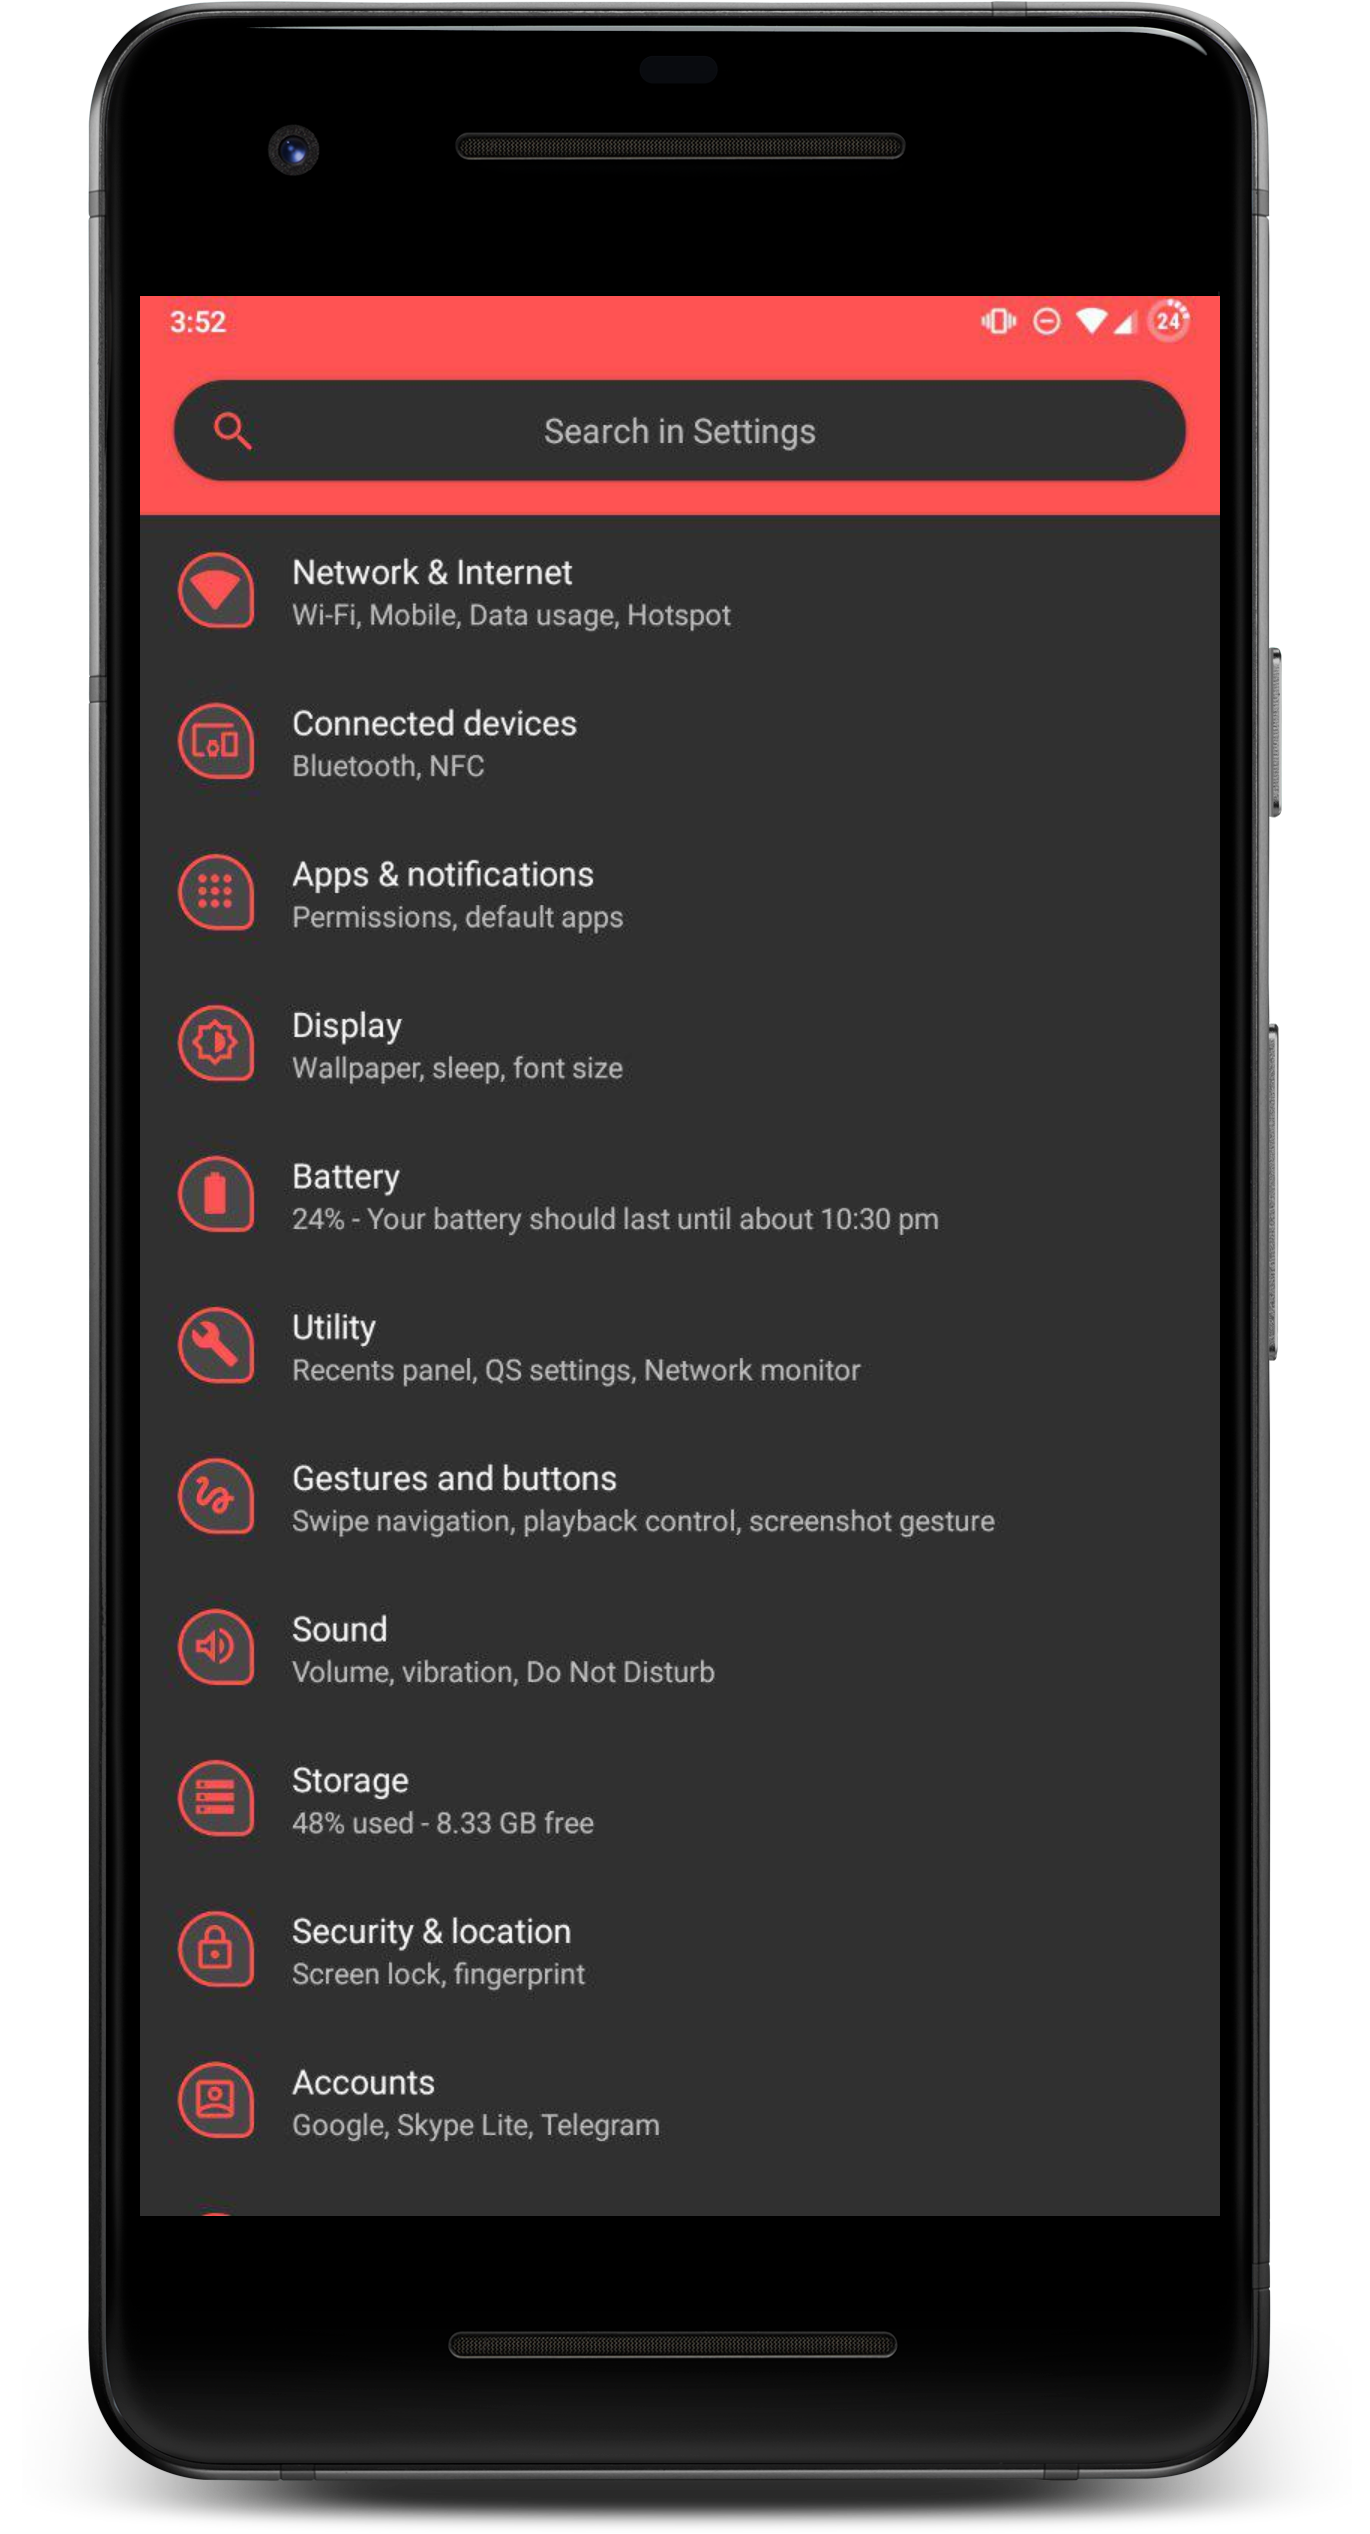 3:52
24
Search in Settings
Network & Internet
Wi-Fi, Mobile, Data usage, Hotspot
Connected devices
Bluetooth, NFC
Apps & notifications
Permissions, default apps
Display
Wallpaper, sleep, font size
Battery
24% - Your battery should last until about 10:30 pm
Utility
Recents panel, QS settings, Network monitor
Gestures and buttons
Swipe navigation, playback control, screenshot gesture
Sound
Volume, vibration, Do Not Disturb
Storage
48% used - 8.33 GB free
Security & location
Screen lock, fingerprint
Accounts
Google, Skype Lite, Telegram